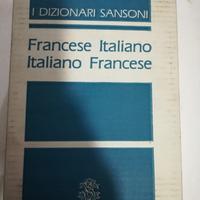 I DIZIONARI SANSONI
Francese Italiano
Italiano Francese